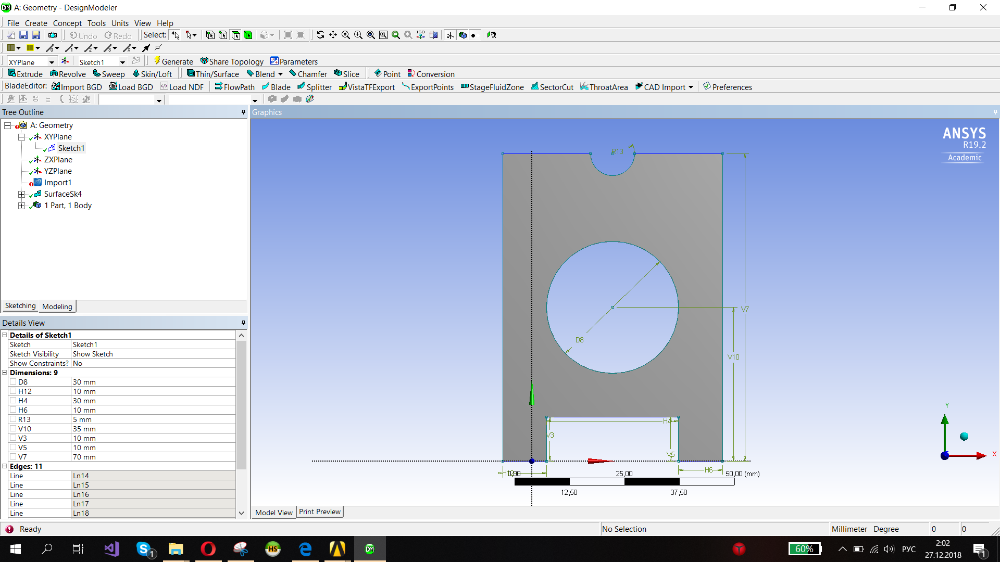 A: Geometry - DesignModeler
File Create Concept Tools Units View Help
Undo Redo Select:
XYPlane Sketch1 Generate Share Topology Parameters
Extrude Revolve Sweep Skin/Loft Thin/Surface Blend Chamfer Slice Point Conversion
BladeEditor: Import BGD Load BGD Load NDF FlowPath Blade Splitter VistaTFExport ExportPoints StageFluidZone SectorCut ThroatArea CAD Import Preferences
Tree Outline
A: Geometry
XYPlane
Sketch1
ZXPlane
YZPlane
Import1
SurfaceSk4
1 Part, 1 Body
Sketching Modeling
Details View
Details of Sketch1
Sketch Sketch1
Sketch Visibility Show Sketch
Show Constraints? No
Dimensions: 9
D8 30 mm
H12 10 mm
H4 30 mm
H6 10 mm
R13 5 mm
V10 35 mm
V3 10 mm
V5 10 mm
V7 70 mm
Edges: 11
Line Ln14
Line Ln15
Line Ln16
Line Ln17
Line Ln18
Graphics
ANSYS
R19.2
Academic
R13
V7
D8
V10
H4
V3
V5
H6
0,00 25,00 50,00 (mm)
12,50 37,50
Y
X
Model View Print Preview
Ready No Selection Millimeter Degree 0 0
60% РУС 2:02
27.12.2018
1
1